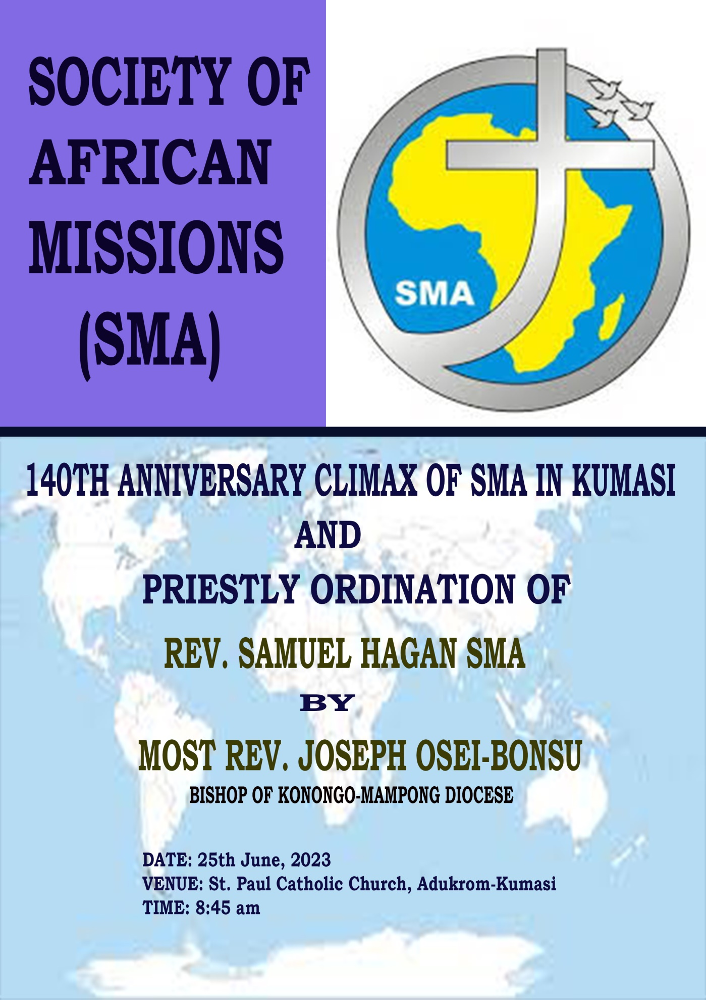 SOCIETY OF
AFRICAN
MISSIONS
(SMA)
SMA
140TH ANNIVERSARY CLIMAX OF SMA IN KUMASI
AND
PRIESTLY ORDINATION OF
REV. SAMUEL HAGAN SMA
BY
MOST REV. JOSEPH OSEI-BONSU
BISHOP OF KONONGO-MAMPONG DIOCESE
DATE: 25th June, 2023
VENUE: St. Paul Catholic Church, Adukrom-Kumasi
TIME: 8:45 am